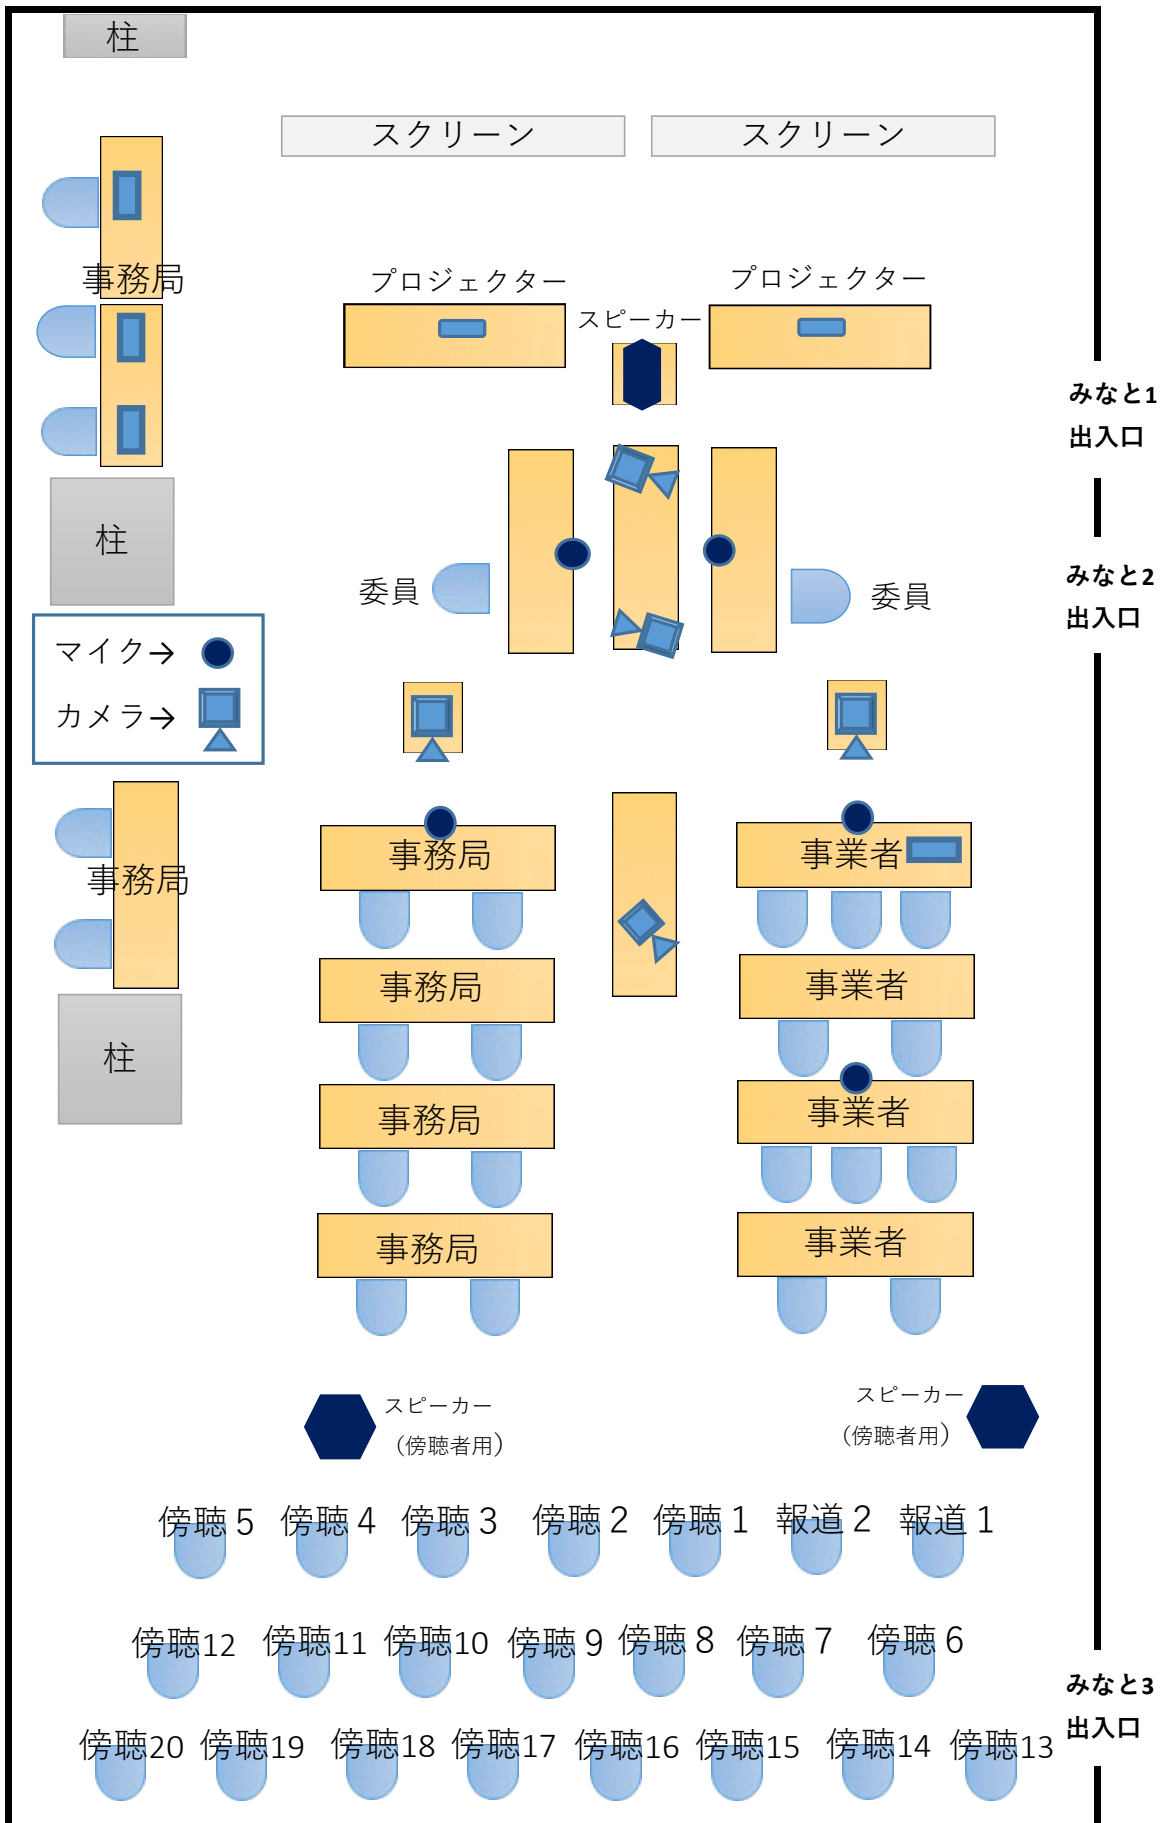 柱
スクリーン
スクリーン
事務局
プロジェクター
プロジェクター
スピーカー
みなと1
出入口
柱
委員
委員
みなと2
出入口
マイク→
カメラ→
事務局
事務局
事業者
事務局
事業者
柱
事務局
事業者
事務局
事業者
スピーカー
（傍聴者用）
スピーカー
（傍聴者用）
傍聴５
傍聴４
傍聴３
傍聴２
傍聴１
報道２
報道１
傍聴12
傍聴11
傍聴10
傍聴９
傍聴８
傍聴７
傍聴６
みなと3
出入口
傍聴20
傍聴19
傍聴18
傍聴17
傍聴16
傍聴15
傍聴14
傍聴13